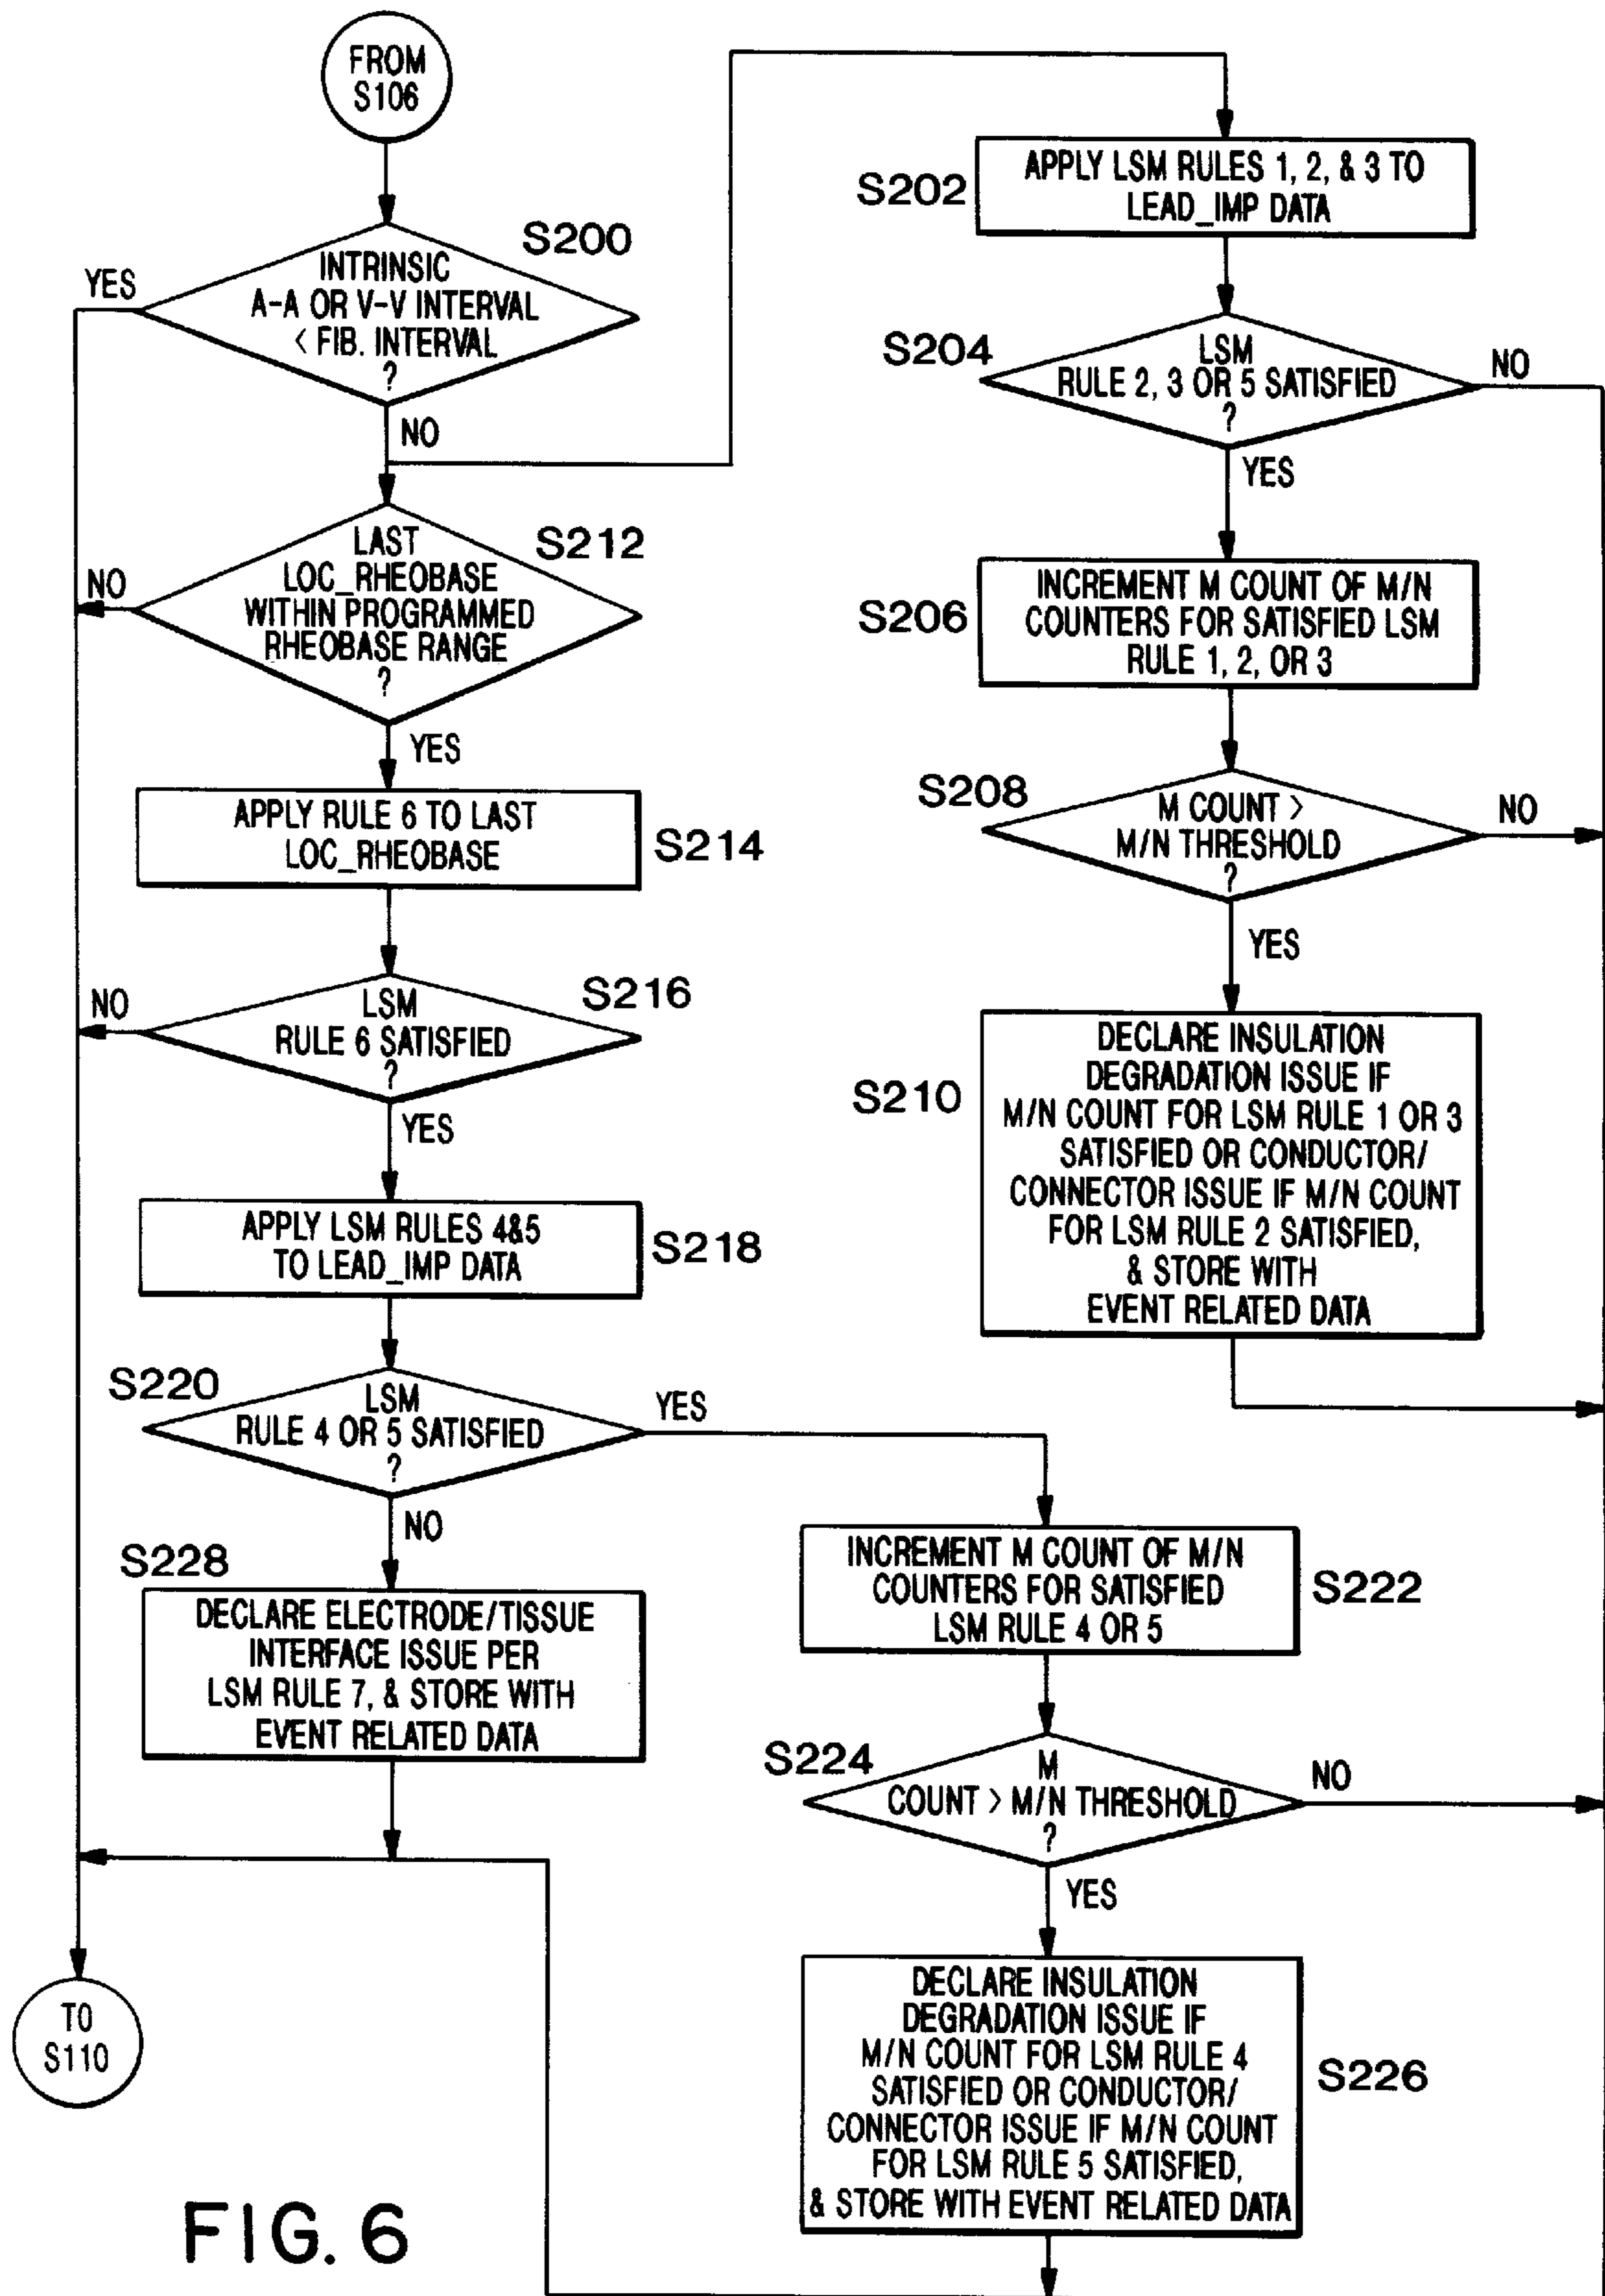 FROM
S106
S200
INTRINSIC
A-A OR V-V INTERVAL
< FIB. INTERVAL
?
YES
NO
S212
LAST
LOC_RHEOBASE
WITHIN PROGRAMMED
RHEOBASE RANGE
?
NO
YES
APPLY RULE 6 TO LAST
LOC_RHEOBASE
S214
S216
LSM
RULE 6 SATISFIED
?
NO
YES
APPLY LSM RULES 4&5
TO LEAD_IMP DATA
S218
S220
LSM
RULE 4 OR 5 SATISFIED
?
YES
NO
S228
DECLARE ELECTRODE/TISSUE
INTERFACE ISSUE PER
LSM RULE 7, & STORE WITH
EVENT RELATED DATA
TO
S110
S202
APPLY LSM RULES 1, 2, & 3 TO
LEAD_IMP DATA
S204
LSM
RULE 2, 3 OR 5 SATISFIED
?
NO
YES
S206
INCREMENT M COUNT OF M/N
COUNTERS FOR SATISFIED LSM
RULE 1, 2, OR 3
S208
M COUNT >
M/N THRESHOLD
?
NO
YES
S210
DECLARE INSULATION
DEGRADATION ISSUE IF
M/N COUNT FOR LSM RULE 1 OR 3
SATISFIED OR CONDUCTOR/
CONNECTOR ISSUE IF M/N COUNT
FOR LSM RULE 2 SATISFIED,
& STORE WITH
EVENT RELATED DATA
INCREMENT M COUNT OF M/N
COUNTERS FOR SATISFIED
LSM RULE 4 OR 5
S222
S224
M
COUNT > M/N THRESHOLD
?
NO
YES
DECLARE INSULATION
DEGRADATION ISSUE IF
M/N COUNT FOR LSM RULE 4
SATISFIED OR CONDUCTOR/
CONNECTOR ISSUE IF M/N COUNT
FOR LSM RULE 5 SATISFIED,
& STORE WITH EVENT RELATED DATA
S226
FIG. 6